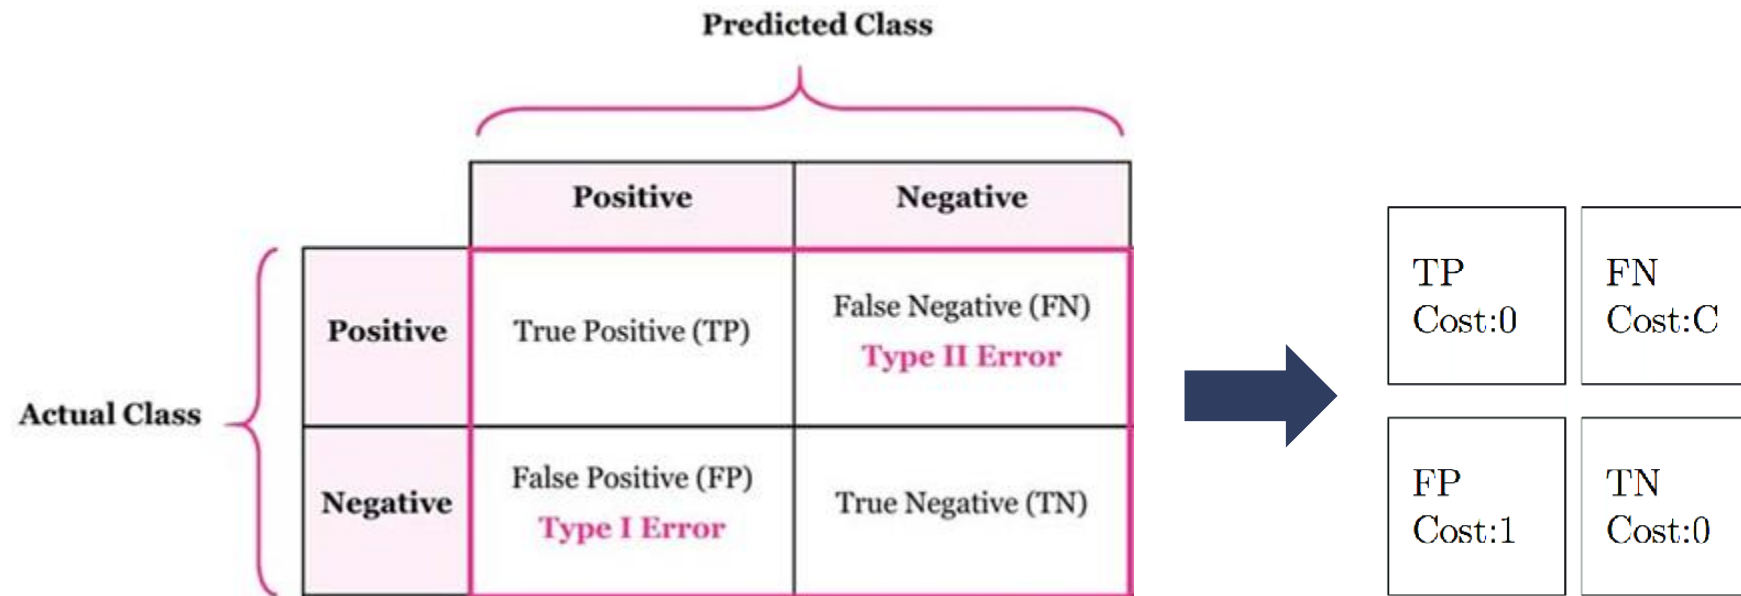 Predicted Class
Positive
Negative
Actual Class
Positive
True Positive (TP)
False Negative (FN)
Type II Error
Negative
False Positive (FP)
Type I Error
True Negative (TN)
TP
Cost:0
FN
Cost:C
FP
Cost:1
TN
Cost:0